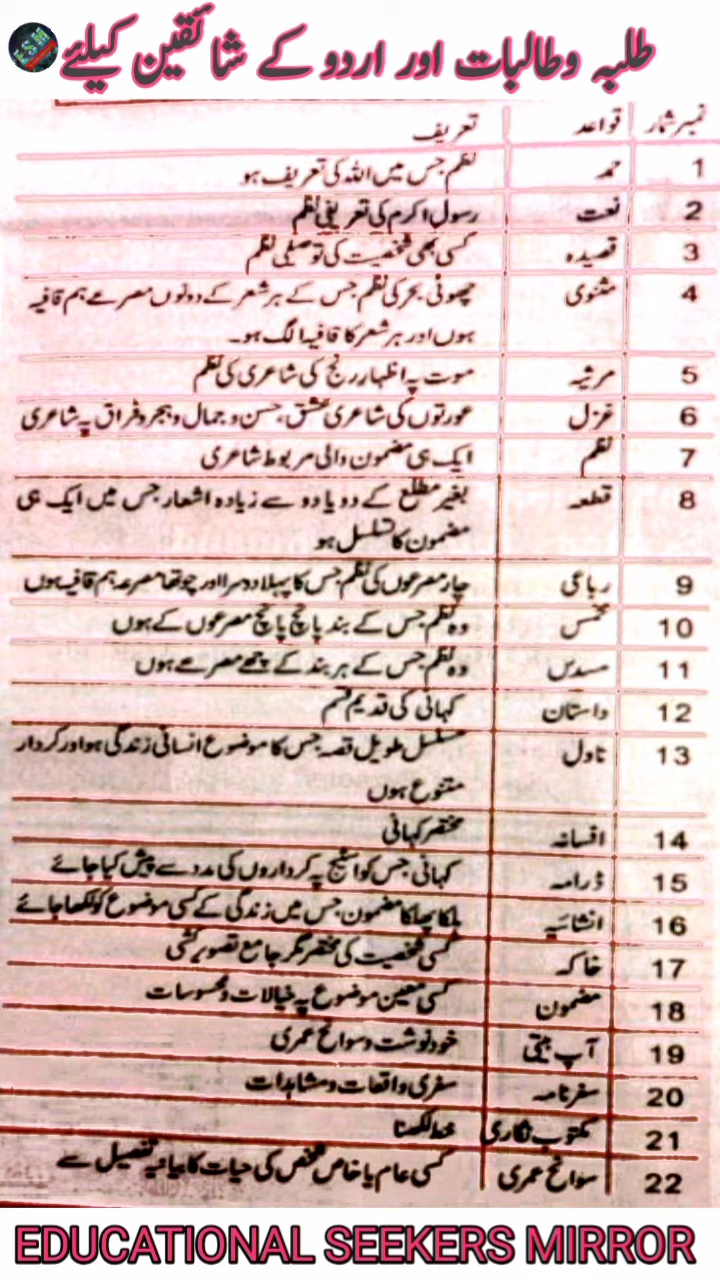 طلبہ وطالبات اور اردو کے شائقین کیلئے
ESM
نمبر شمار قواعد تعریف
1 حمد نظم جس میں اللہ کی تعریف ہو
2 نعت رسول اکرم کی تعریفی نظم
3 قصیدہ کسی بھی شخصیت کی توصیفی نظم
4 مثنوی چھوٹی بحر کی نظم جس کے ہر شعر کے دونوں مصرعے ہم قافیہ
ہوں اور ہر شعر کا قافیہ الگ ہو۔
5 مرثیہ موت پہ اظہار رنج کی شاعری کی نظم
6 غزل عورتوں کی شاعری عشق، حسن و جمال و ہجر و فراق پہ شاعری
7 نظم ایک ہی مضمون والی مربوط شاعری
8 قطعہ بغیر مطلع کے دو یا دو سے زیادہ اشعار جس میں ایک ہی
مضمون کا تسلسل ہو
9 رباعی چار مصرعوں کی نظم جس کا پہلا دوسرا اور چوتھا مصرعہ ہم قافیہ ہوں
10 مخمس وہ نظم جس کے بند پانچ پانچ مصرعوں کے ہوں
11 مسدس وہ نظم جس کے ہر بند کے چھے مصرعے ہوں
12 داستان کہانی کی قدیم قسم
13 ناول مسلسل طویل قصہ جس کا موضوع انسانی زندگی ہو اور کردار
متنوع ہوں
14 افسانہ مختصر کہانی
15 ڈرامہ کہانی جس کو اسٹیج پہ کرداروں کی مدد سے پیش کیا جائے
16 انشائیہ ہلکا پھلکا مضمون جس میں زندگی کے کسی موضوع کو لکھا جائے
17 خاکہ کسی شخصیت کی مختصر مگر جامع تصویر کشی
18 مضمون کسی معین موضوع پہ خیالات و محسوسات
19 آپ بیتی خود نوشت و سوانح عمری
20 سفر نامہ سفری واقعات و مشاہدات
21 مکتوب نگاری خط لکھنا
22 سوانح عمری کسی عام یا خاص شخص کی حیات کا بیانیہ تفصیل سے
EDUCATIONAL SEEKERS MIRROR